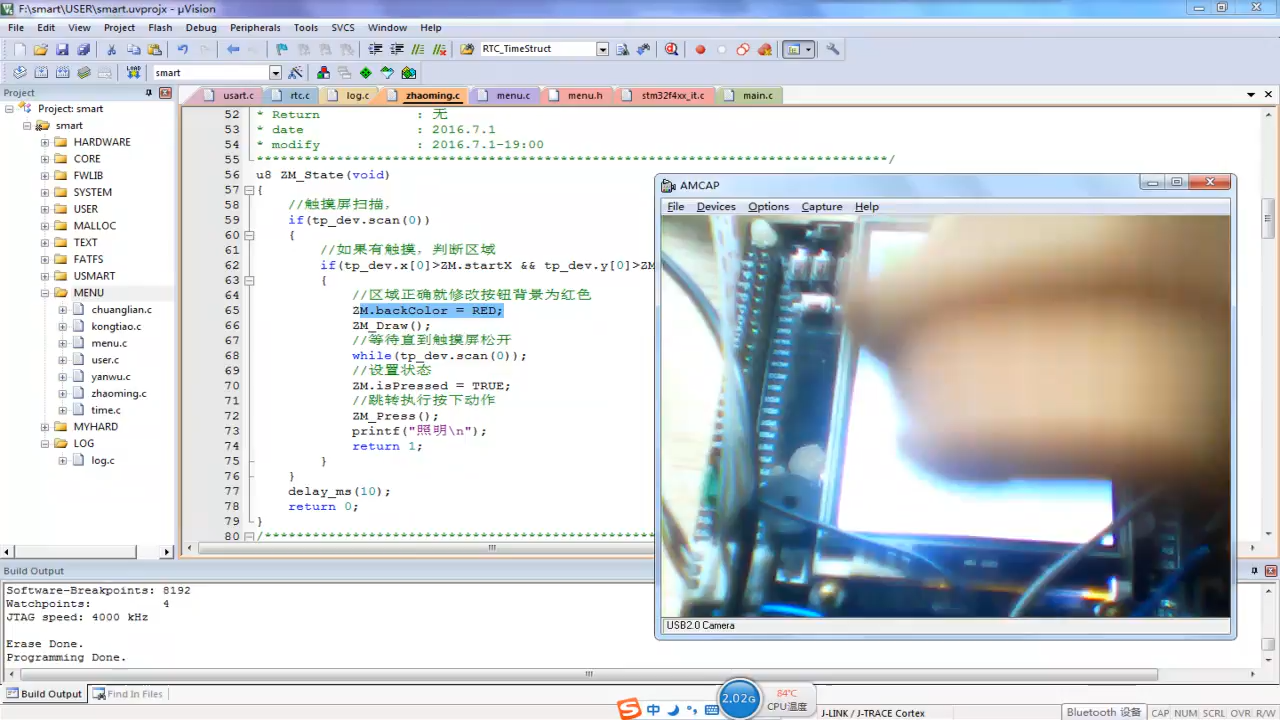 F:\smart\USER\smart.uvprojx - µVision
File Edit View Project Flash Debug Peripherals Tools SVCS Window Help
RTC_TimeStruct
LOAD smart
Project
usart.c rtc.c log.c zhaoming.c menu.c menu.h stm32f4xx_it.c main.c
Project: smart
smart
HARDWARE
CORE
FWLIB
SYSTEM
USER
MALLOC
TEXT
FATFS
USMART
MENU
chuanglian.c
kongtiao.c
menu.c
user.c
yanwu.c
zhaoming.c
time.c
MYHARD
LOG
log.c
52 * Return : 无
53 * date : 2016.7.1
54 * modify : 2016.7.1-19:00
55 *******************************************************************************/
56 u8 ZM_State(void)
57 {
58 //触摸屏扫描,
59 if(tp_dev.scan(0))
60 {
61 //如果有触摸, 判断区域
62 if(tp_dev.x[0]>ZM.startX && tp_dev.y[0]>ZM
63 {
64 //区域正确就修改按钮背景为红色
65 ZM.backColor = RED;
66 ZM_Draw();
67 //等待直到触摸屏松开
68 while(tp_dev.scan(0));
69 //设置状态
70 ZM.isPressed = TRUE;
71 //跳转执行按下动作
72 ZM_Press();
73 printf("照明\n");
74 return 1;
75 }
76 }
77 delay_ms(10);
78 return 0;
79 }
80 /************************************************
AMCAP
File Devices Options Capture Help
USB2.0 Camera
Build Output
Software-Breakpoints: 8192
Watchpoints: 4
JTAG speed: 4000 kHz
Erase Done.
Programming Done.
Build Output Find In Files
S 中 2.02G 84℃ CPU温度
J-LINK / J-TRACE Cortex Bluetooth 设备 CAP NUM SCRL OVR R/W